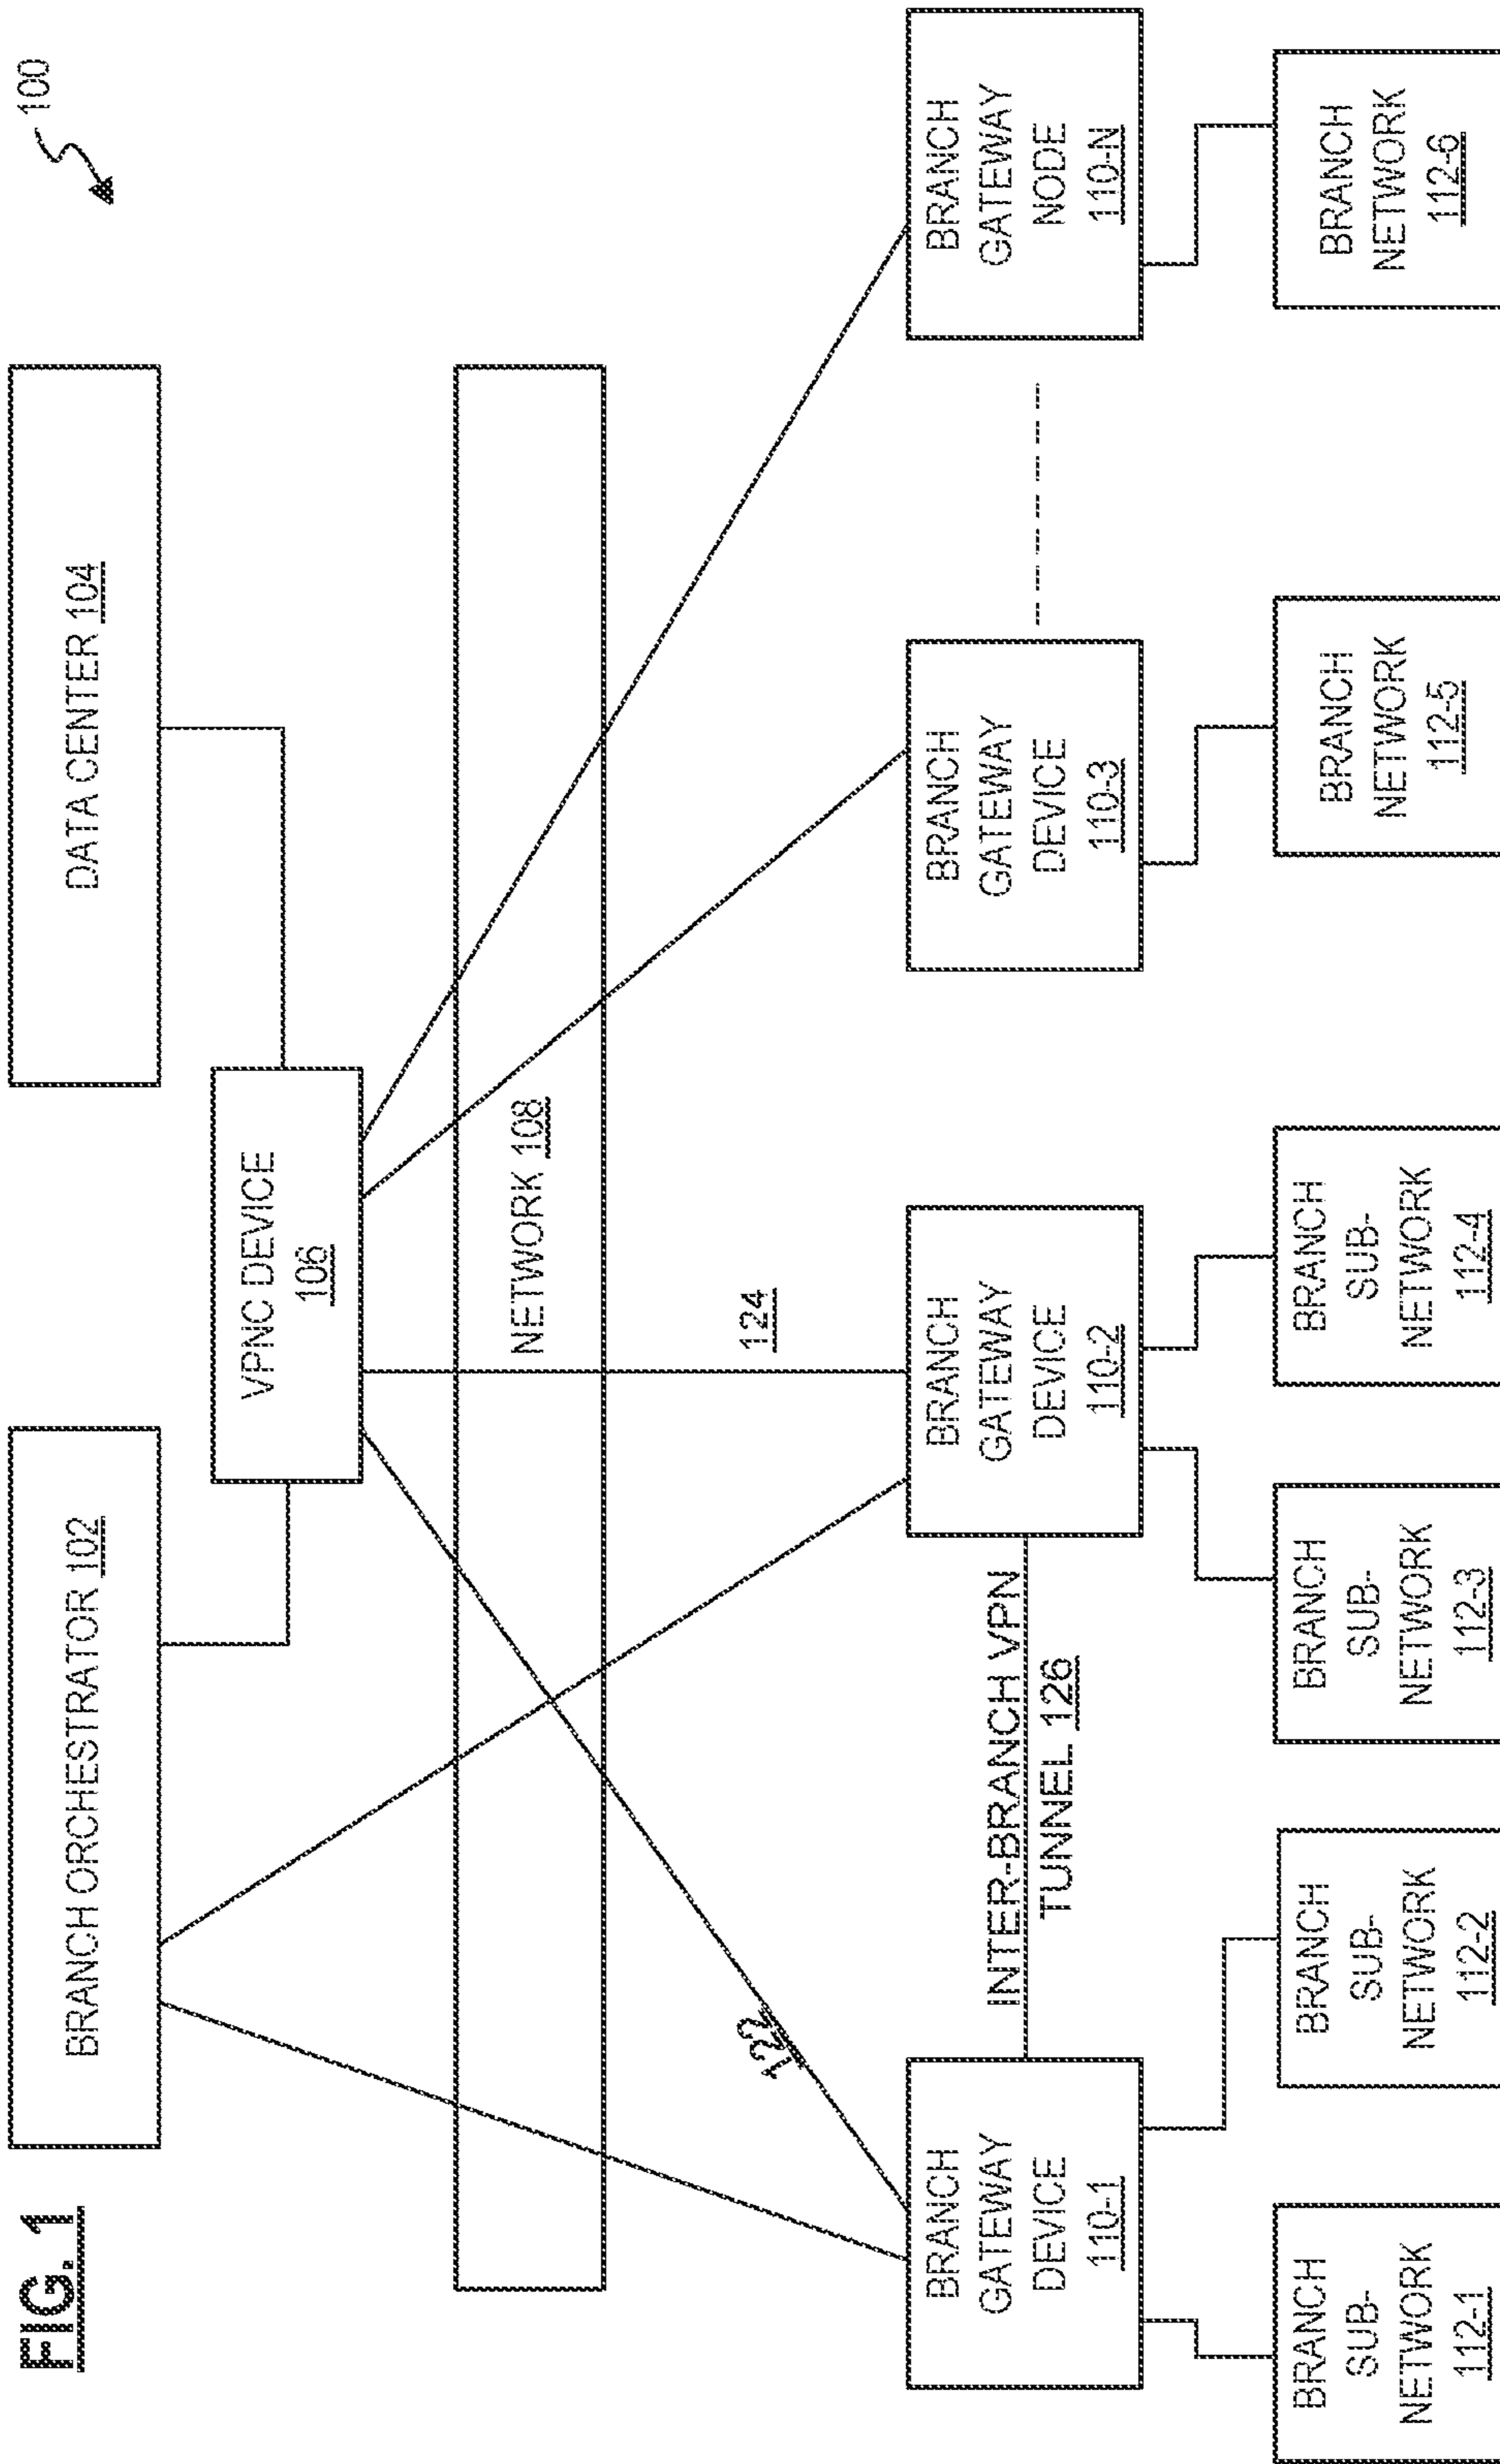 FIG. 1
100
BRANCH ORCHESTRATOR 102
DATA CENTER 104
VPNC DEVICE
106
NETWORK 108
122
124
BRANCH
GATEWAY
DEVICE
110-1
INTER-BRANCH VPN
TUNNEL 126
BRANCH
GATEWAY
DEVICE
110-2
BRANCH
GATEWAY
DEVICE
110-3
BRANCH
GATEWAY
NODE
110-N
BRANCH
SUB-
NETWORK
112-1
BRANCH
SUB-
NETWORK
112-2
BRANCH
SUB-
NETWORK
112-3
BRANCH
SUB-
NETWORK
112-4
BRANCH
NETWORK
112-5
BRANCH
NETWORK
112-6